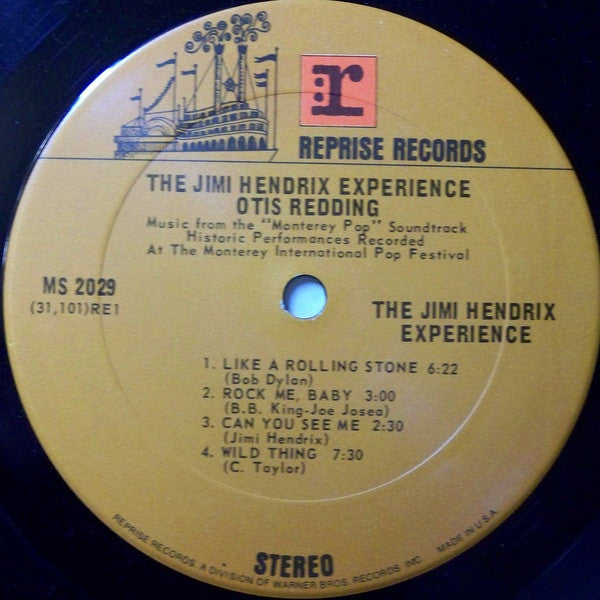 r
REPRISE RECORDS
THE JIMI HENDRIX EXPERIENCE
OTIS REDDING
Music from the "Monterey Pop" Soundtrack
Historic Performances Recorded
At The Monterey International Pop Festival
MS 2029
(31,101)RE1
THE JIMI HENDRIX
EXPERIENCE
1. LIKE A ROLLING STONE 6:22
(Bob Dylan)
2. ROCK ME, BABY 3:00
(B.B. King-Joe Josea)
3. CAN YOU SEE ME 2:30
(Jimi Hendrix)
4. WILD THING 7:30
(C. Taylor)
STEREO
REPRISE RECORDS, A DIVISION OF WARNER BROS. RECORDS, INC. MADE IN U.S.A.